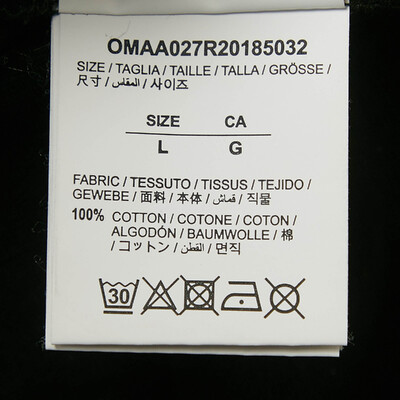 OMAA027R20185032
SIZE / TAGLIA / TAILLE / TALLA / GRÖSSE /
尺寸 / المقاس / 사이즈
SIZE CA
L G
FABRIC / TESSUTO / TISSUS / TEJIDO /
GEWEBE / 面料 / 本体 / قماش / 직물
100% COTTON / COTONE / COTON /
ALGODÓN / BAUMWOLLE / 棉
/ コットン / القطن / 면직
30